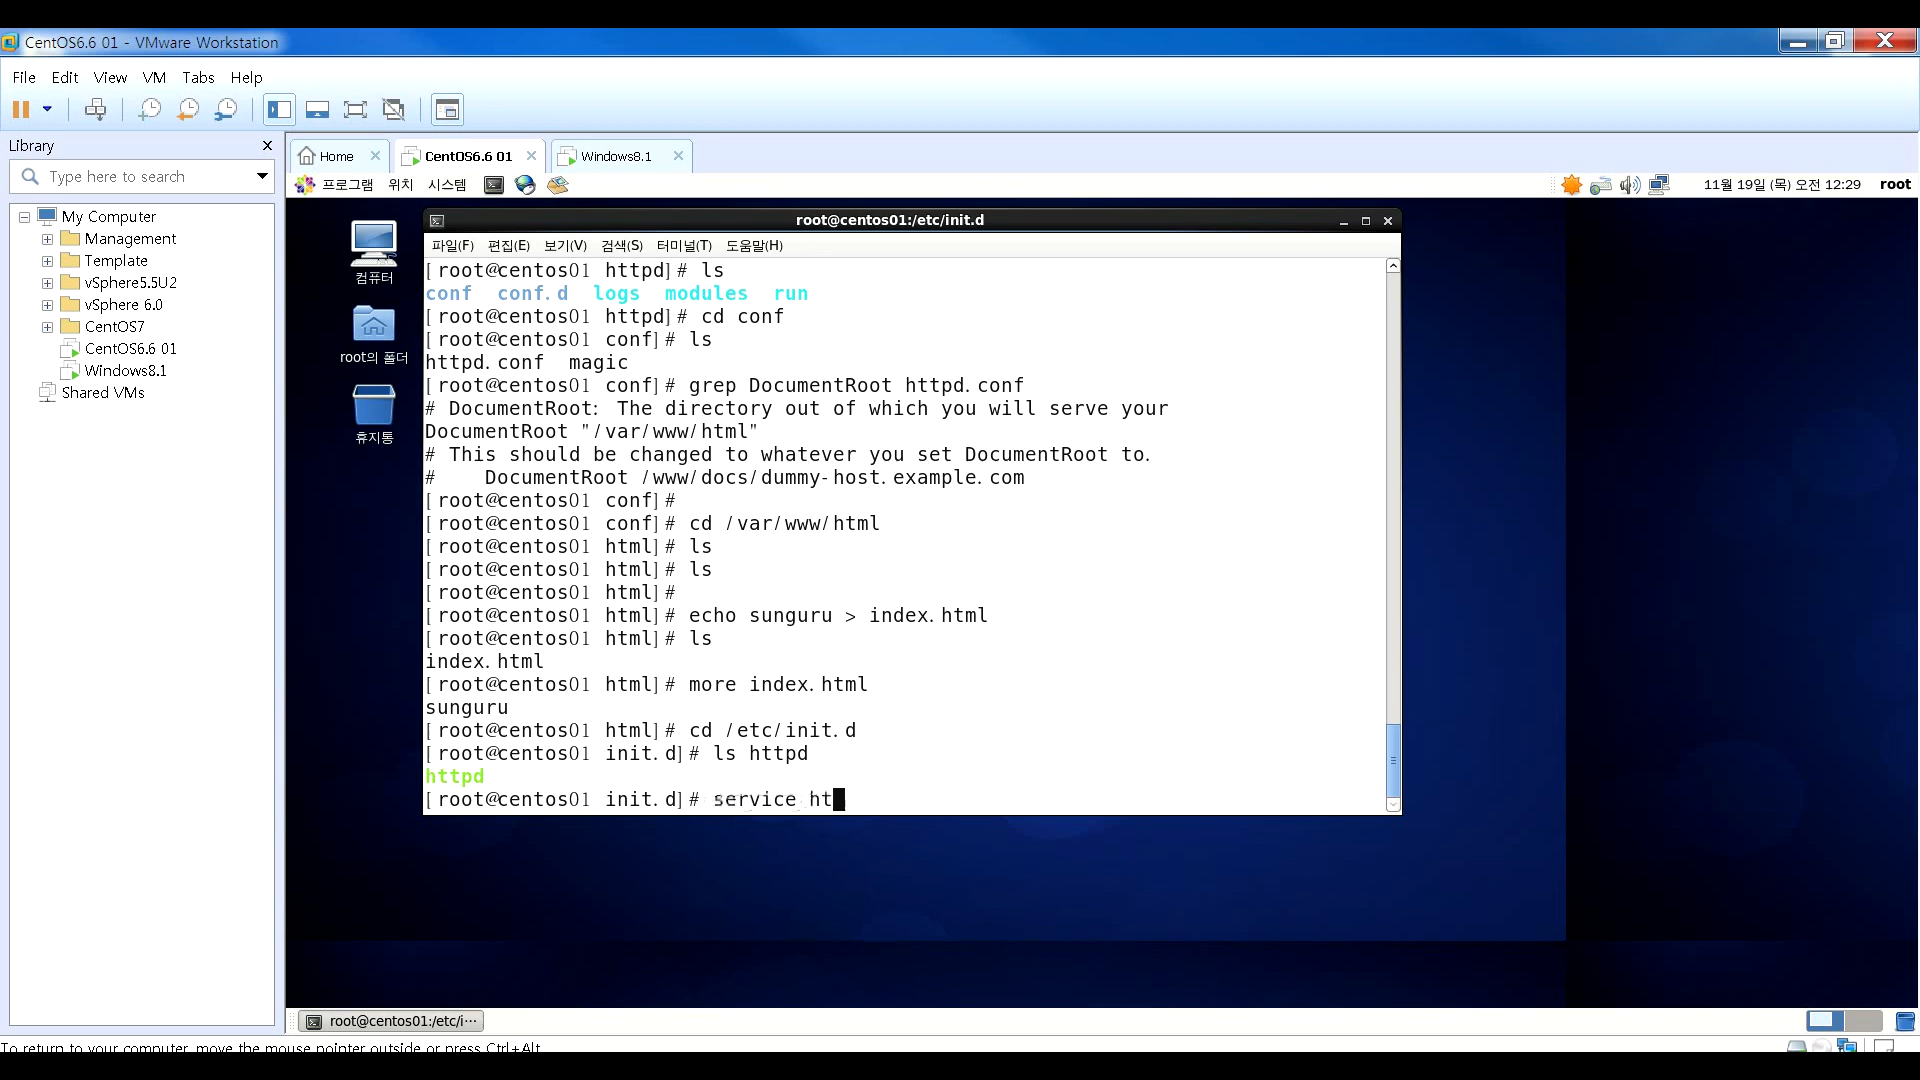 CentOS6.6 01 - VMware Workstation
File Edit View VM Tabs Help
Library
Type here to search
My Computer
Management
Template
vSphere5.5U2
vSphere 6.0
CentOS7
CentOS6.6 01
Windows8.1
Shared VMs
Home CentOS6.6 01 Windows8.1
프로그램 위치 시스템 11월 19일 (목) 오전 12:29 root
컴퓨터
root의 폴더
휴지통
root@centos01:/etc/init.d
파일(F) 편집(E) 보기(V) 검색(S) 터미널(T) 도움말(H)
[root@centos01 httpd]# ls
conf conf.d logs modules run
[root@centos01 httpd]# cd conf
[root@centos01 conf]# ls
httpd.conf magic
[root@centos01 conf]# grep DocumentRoot httpd.conf
# DocumentRoot: The directory out of which you will serve your
DocumentRoot "/var/www/html"
# This should be changed to whatever you set DocumentRoot to.
#    DocumentRoot /www/docs/dummy-host.example.com
[root@centos01 conf]#
[root@centos01 conf]# cd /var/www/html
[root@centos01 html]# ls
[root@centos01 html]# ls
[root@centos01 html]#
[root@centos01 html]# echo sunguru > index.html
[root@centos01 html]# ls
index.html
[root@centos01 html]# more index.html
sunguru
[root@centos01 html]# cd /etc/init.d
[root@centos01 init.d]# ls httpd
httpd
[root@centos01 init.d]# service ht
root@centos01:/etc/i...
To return to your computer, move the mouse pointer outside or press Ctrl+Alt.